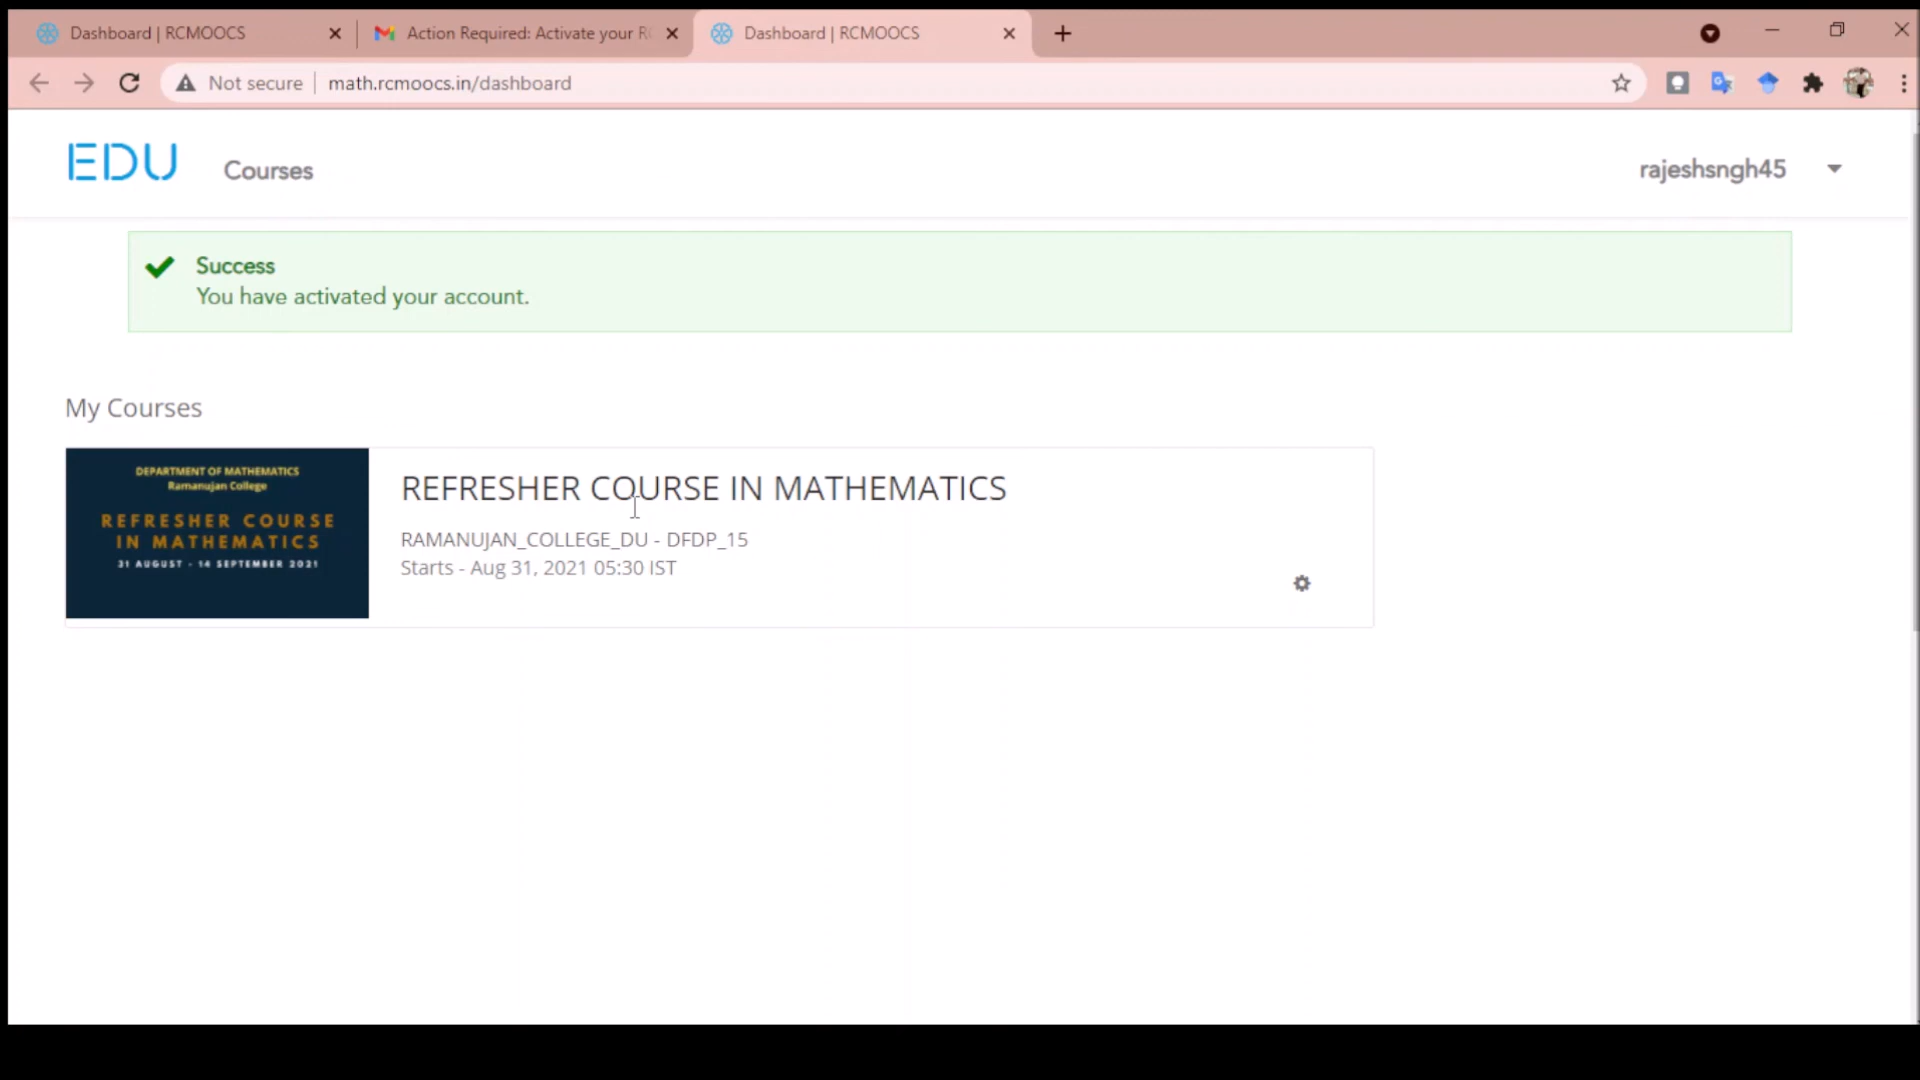 Dashboard | RCMOOCS
Action Required: Activate your R
Dashboard | RCMOOCS
Not secure
math.rcmoocs.in/dashboard
EDU
Courses
rajeshsngh45
Success
You have activated your account.
My Courses
DEPARTMENT OF MATHEMATICS
Ramanujan College
REFRESHER COURSE
IN MATHEMATICS
31 AUGUST - 14 SEPTEMBER 2021
REFRESHER COURSE IN MATHEMATICS
RAMANUJAN_COLLEGE_DU - DFDP_15
Starts - Aug 31, 2021 05:30 IST